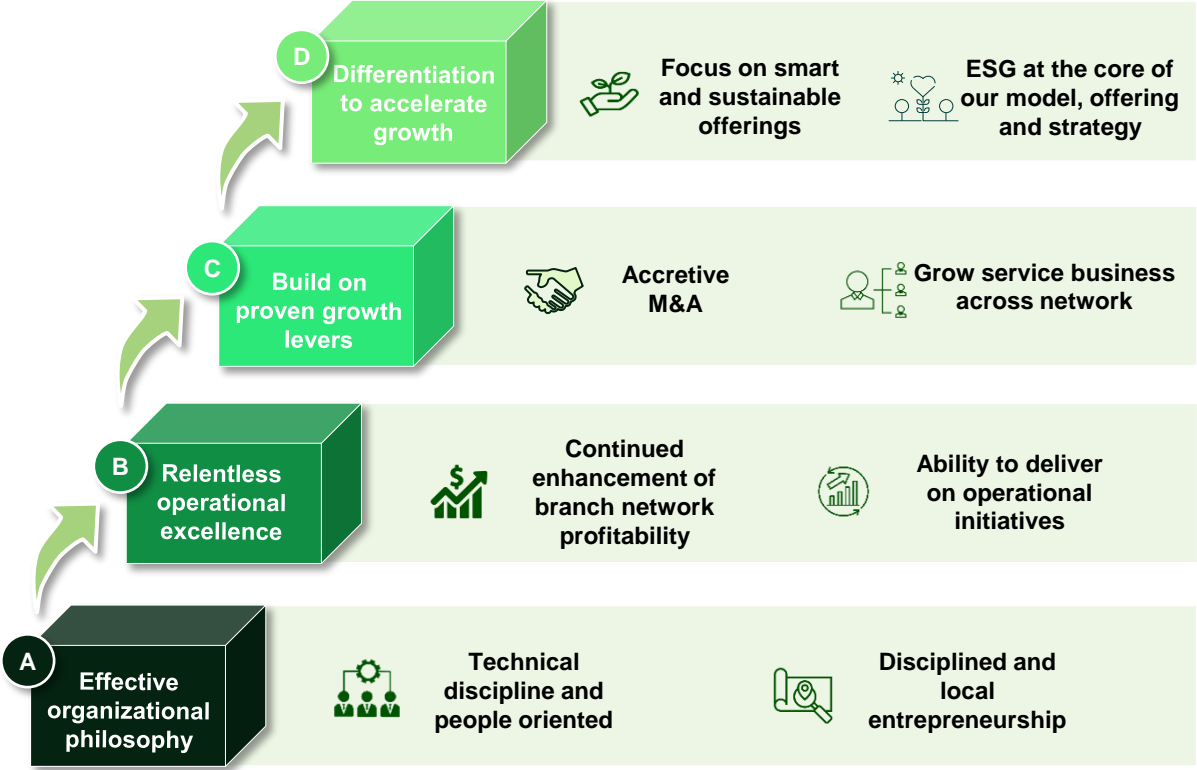 D
Differentiation
to accelerate
growth
Focus on smart
and sustainable
offerings
ESG at the core of
our model, offering
and strategy
C
Build on
proven growth
levers
Accretive
M&A
Grow service business
across network
B
Relentless
operational
excellence
$
Continued
enhancement of
branch network
profitability
Ability to deliver
on operational
initiatives
A
Effective
organizational
philosophy
Technical
discipline and
people oriented
Disciplined and
local
entrepreneurship